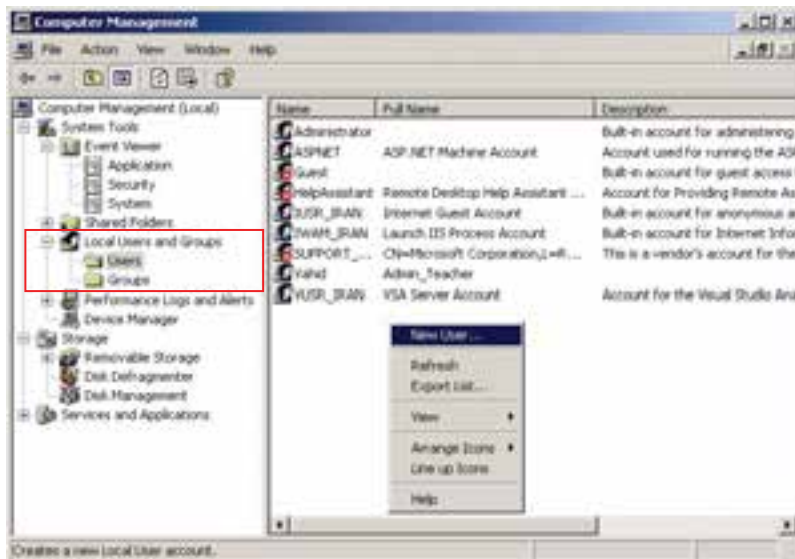 Computer Management
File Action View Window Help
Computer Management (Local)
System Tools
Event Viewer
Application
Security
System
Shared Folders
Local Users and Groups
Users
Groups
Performance Logs and Alerts
Device Manager
Storage
Removable Storage
Disk Defragmenter
Disk Management
Services and Applications
Name Full Name Description
Administrator Built-in account for administering
ASPNET ASP.NET Machine Account Account used for running the ASP
Guest Built-in account for guest access
HelpAssistant Remote Desktop Help Assistant ... Account for Providing Remote As
IUSR_IRAN Internet Guest Account Built-in account for anonymous a
IWAM_IRAN Launch IIS Process Account Built-in account for Internet Infor
SUPPORT_... CN=Microsoft Corporation,L=R... This is a vendor's account for the
Vahid Admin_Teacher
VUSR_IRAN VSA Server Account Account for the Visual Studio Ana
New User...
Refresh
Export List...
View
Arrange Icons
Line up Icons
Help
Creates a new Local User account.